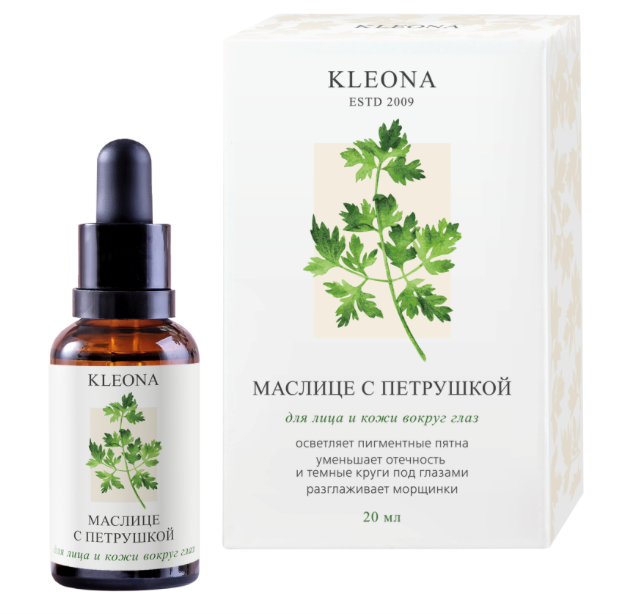 KLEONA
ESTD 2009
МАСЛИЦЕ С ПЕТРУШКОЙ
для лица и кожи вокруг глаз
осветляет пигментные пятна
уменьшает отечность
и темные круги под глазами
разглаживает морщинки
20 мл
KLEONA
МАСЛИЦЕ
С ПЕТРУШКОЙ
для лица и кожи вокруг глаз